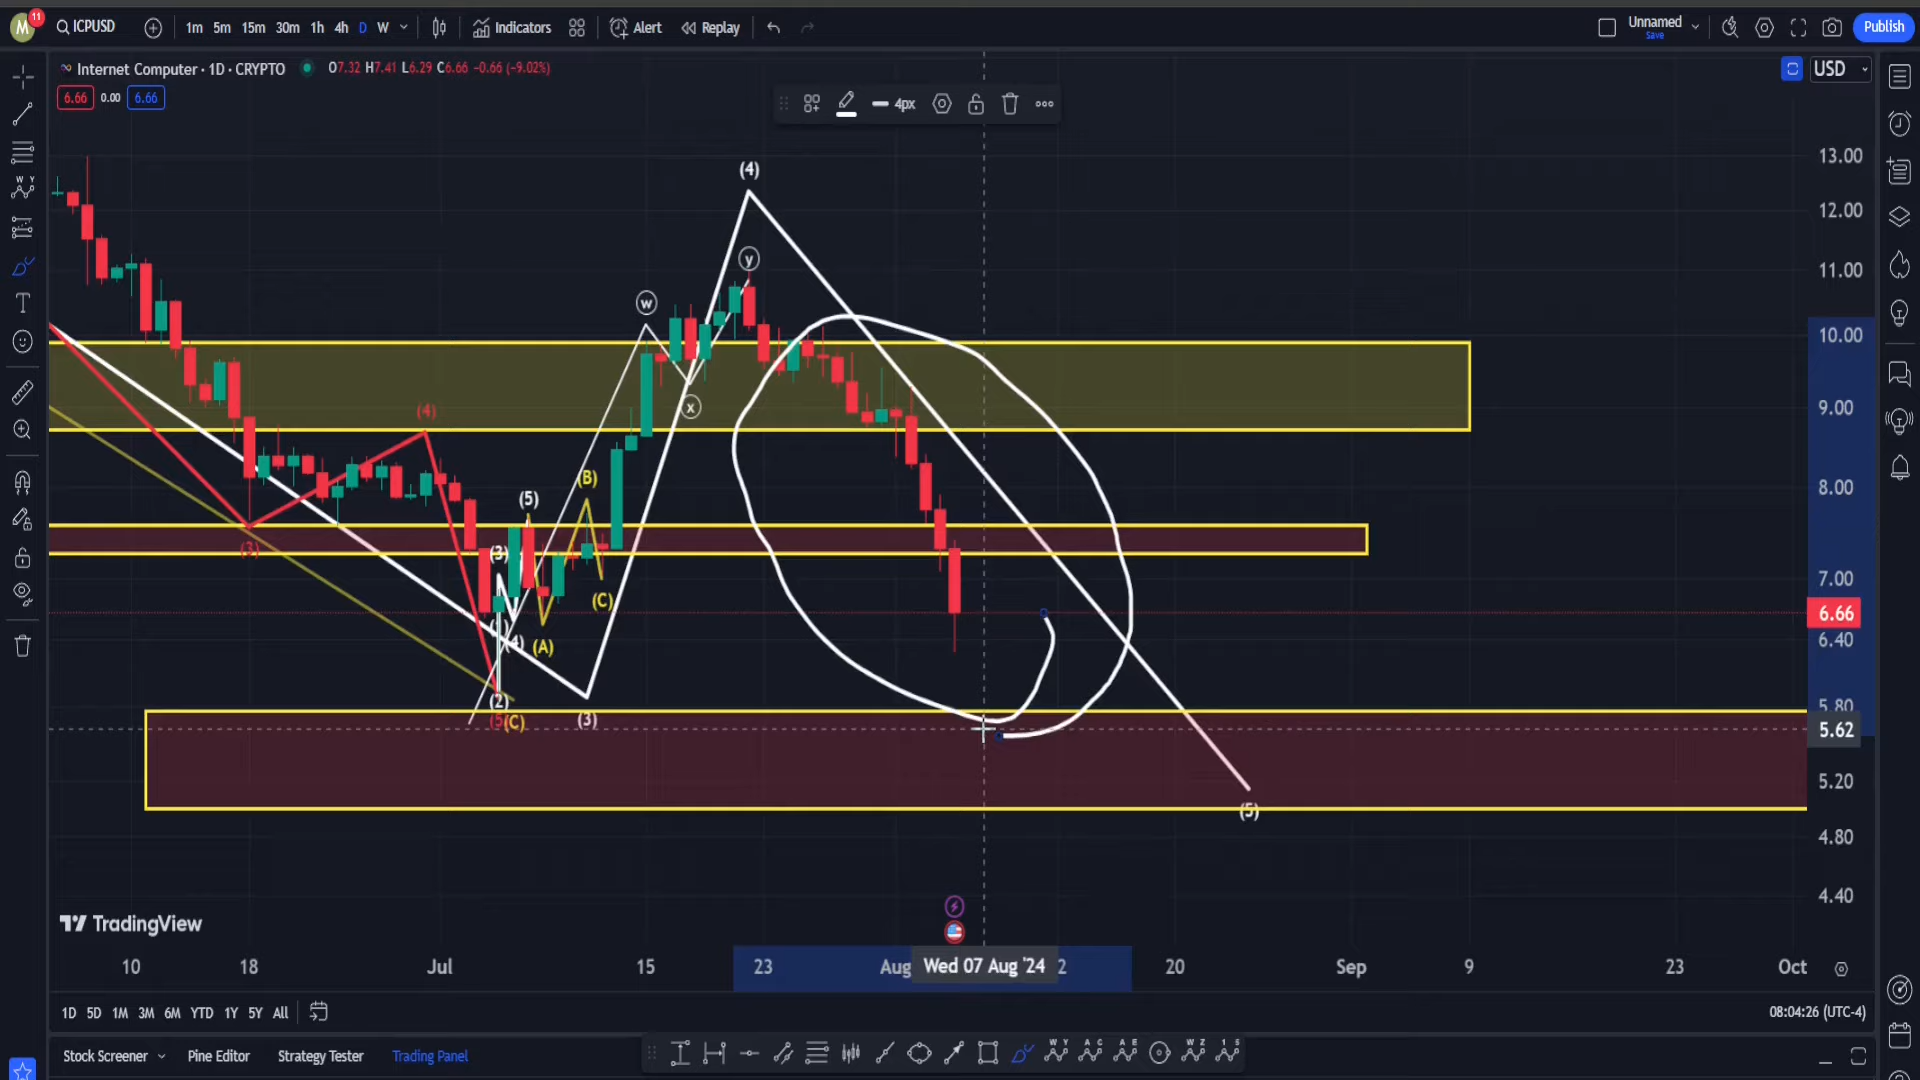 M 11 ICPUSD 1m 5m 15m 30m 1h 4h D W Indicators Alert Replay Unnamed Save Publish
Internet Computer · 1D · CRYPTO O7.32 H7.41 L6.29 C6.66 -0.66 (-9.02%) USD
6.66 0.00 6.66
4px
13.00
(4)
12.00
y
11.00
w
10.00
x
9.00
(4)
(B)
8.00
(5)
(3)
(3)
7.00
(C)
6.66
6.40
(4)
(A)
(2)
5.80
(5)
(C)
(3)
5.62
5.20
(5)
4.80
4.40
TradingView
10 18 Jul 15 23 Aug Wed 07 Aug '24 2 20 Sep 9 23 Oct
1D 5D 1M 3M 6M YTD 1Y 5Y All 08:04:26 (UTC-4)
Stock Screener Pine Editor Strategy Tester Trading Panel